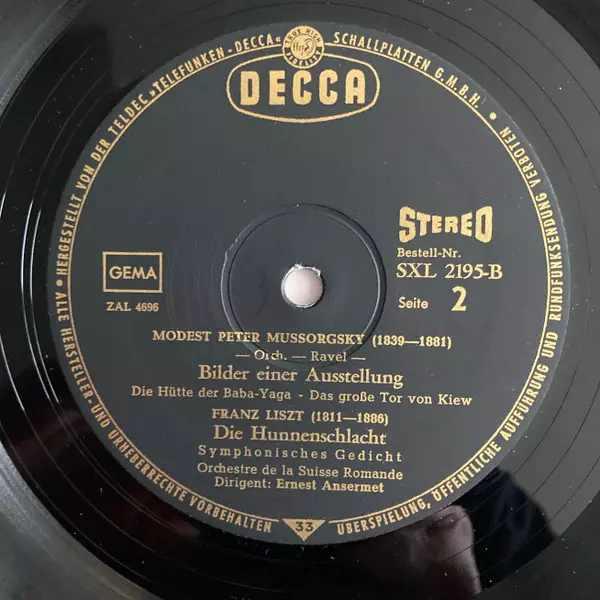 ALLE HERSTELLER- UND URHEBERRECHTE VORBEHALTEN
HERGESTELLT VON DER TELDEC »TELEFUNKEN-DECCA« SCHALLPLATTEN G.M.B.H.
ÜBERSPIELUNG, ÖFFENTLICHE AUFFÜHRUNG UND RUNDFUNKSENDUNG VERBOTEN
DECCA
STEREO
Bestell-Nr.
SXL 2195-B
Seite 2
GEMA
ZAL 4696
MODEST PETER MUSSORGSKY (1839—1881)
— Orch. — Ravel —
Bilder einer Ausstellung
Die Hütte der Baba-Yaga - Das große Tor von Kiew
FRANZ LISZT (1811—1886)
Die Hunnenschlacht
Symphonisches Gedicht
Orchestre de la Suisse Romande
Dirigent: Ernest Ansermet
33